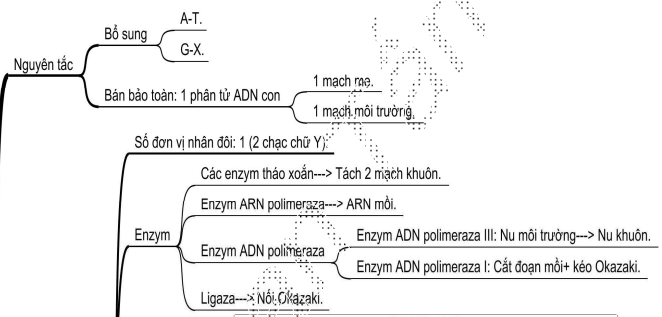 A-T.
Bổ sung
G-X.
Nguyên tắc
1 mạch mẹ.
Bán bảo toàn: 1 phân tử ADN con
1 mạch môi trường.
Số đơn vị nhân đôi: 1 (2 chạc chữ Y).
Các enzym tháo xoắn---> Tách 2 mạch khuôn.
Enzym ARN polimeraza---> ARN mồi.
Enzym
Enzym ADN polimeraza III: Nu môi trường---> Nu khuôn.
Enzym ADN polimeraza
Enzym ADN polimeraza I: Cắt đoạn mồi+ kéo Okazaki.
Ligaza---> Nối Okazaki.